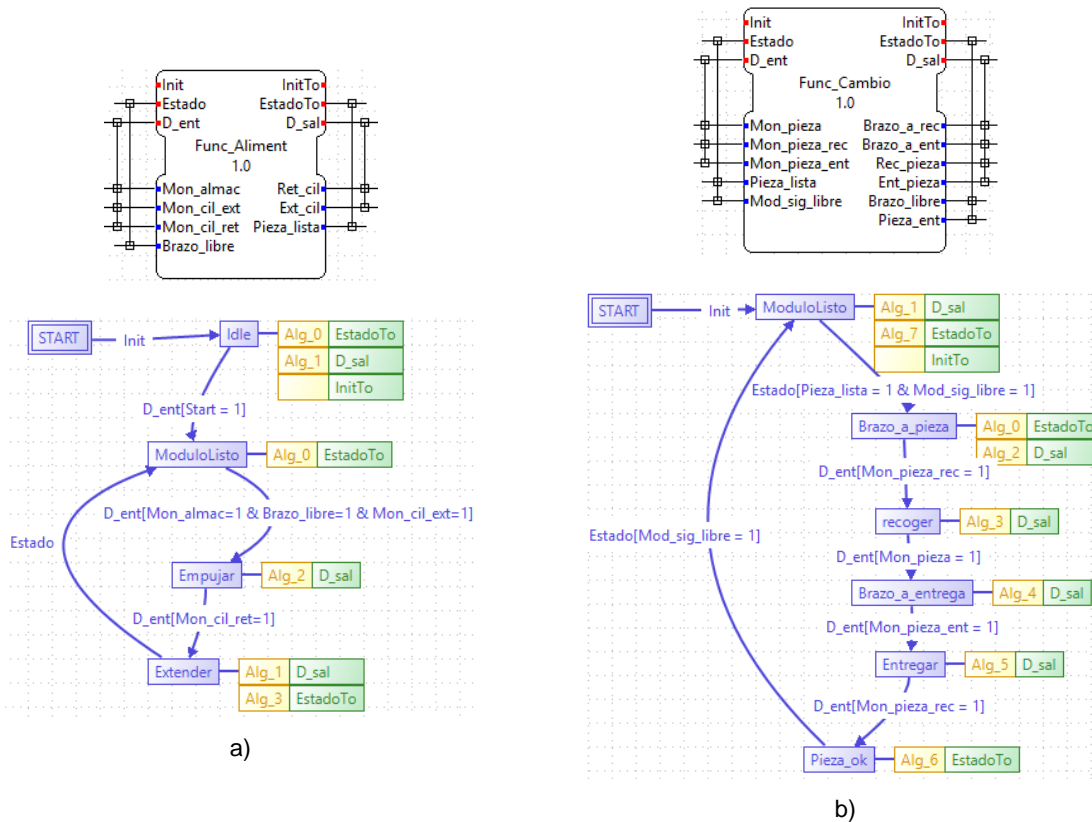 Init InitTo
Estado EstadoTo
D_ent D_sal
Func_Aliment
1.0
Mon_almac Ret_cil
Mon_cil_ext Ext_cil
Mon_cil_ret Pieza_lista
Brazo_libre
START Init Idle Alg_0 EstadoTo
Alg_1 D_sal
InitTo
D_ent[Start = 1]
ModuloListo Alg_0 EstadoTo
D_ent[Mon_almac=1 & Brazo_libre=1 & Mon_cil_ext=1]
Estado
Empujar Alg_2 D_sal
D_ent[Mon_cil_ret=1]
Extender Alg_1 D_sal
Alg_3 EstadoTo
a)
Init InitTo
Estado EstadoTo
D_ent D_sal
Func_Cambio
1.0
Mon_pieza Brazo_a_rec
Mon_pieza_rec Brazo_a_ent
Mon_pieza_ent Rec_pieza
Pieza_lista Ent_pieza
Mod_sig_libre Brazo_libre
Pieza_ent
START Init ModuloListo Alg_1 D_sal
Alg_7 EstadoTo
InitTo
Estado[Pieza_lista = 1 & Mod_sig_libre = 1]
Brazo_a_pieza Alg_0 EstadoTo
Alg_2 D_sal
D_ent[Mon_pieza_rec = 1]
recoger Alg_3 D_sal
Estado[Mod_sig_libre = 1]
D_ent[Mon_pieza = 1]
Brazo_a_entrega Alg_4 D_sal
D_ent[Mon_pieza_ent = 1]
Entregar Alg_5 D_sal
D_ent[Mon_pieza_rec = 1]
Pieza_ok Alg_6 EstadoTo
b)